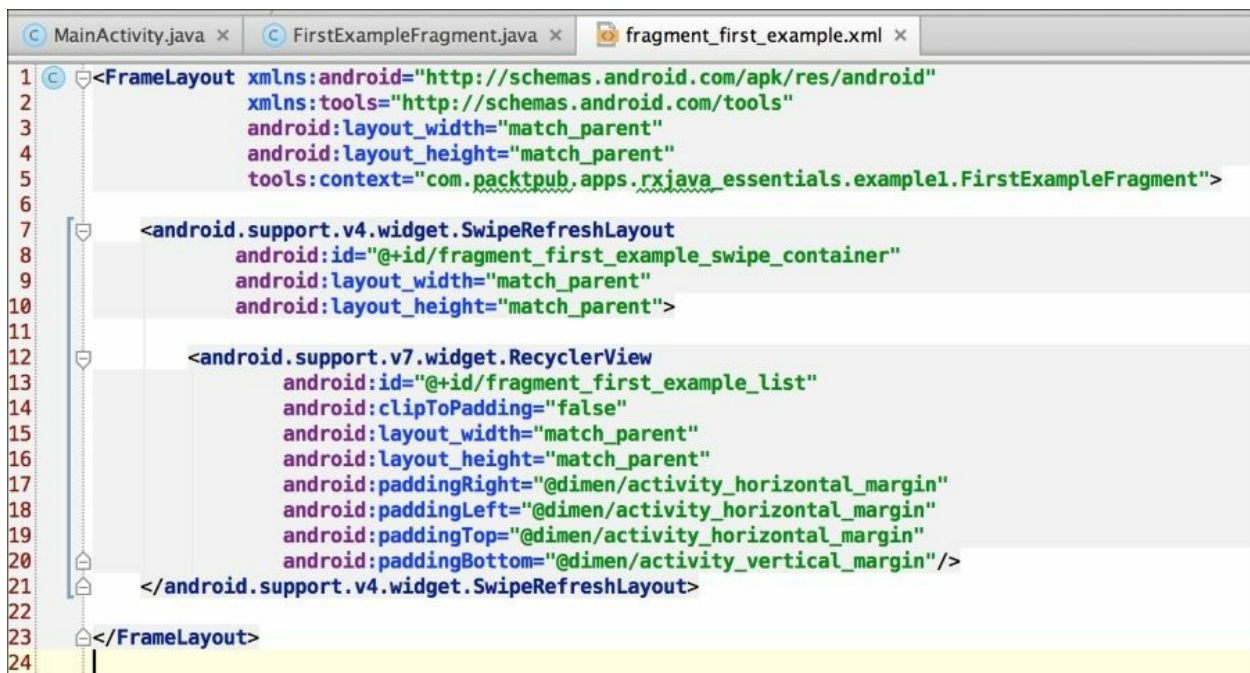 MainActivity.java × FirstExampleFragment.java × fragment_first_example.xml ×
1 <FrameLayout xmlns:android="http://schemas.android.com/apk/res/android"
2 xmlns:tools="http://schemas.android.com/tools"
3 android:layout_width="match_parent"
4 android:layout_height="match_parent"
5 tools:context="com.packtpub.apps.rxjava_essentials.example1.FirstExampleFragment">
6
7 <android.support.v4.widget.SwipeRefreshLayout
8 android:id="@+id/fragment_first_example_swipe_container"
9 android:layout_width="match_parent"
10 android:layout_height="match_parent">
11
12 <android.support.v7.widget.RecyclerView
13 android:id="@+id/fragment_first_example_list"
14 android:clipToPadding="false"
15 android:layout_width="match_parent"
16 android:layout_height="match_parent"
17 android:paddingRight="@dimen/activity_horizontal_margin"
18 android:paddingLeft="@dimen/activity_horizontal_margin"
19 android:paddingTop="@dimen/activity_horizontal_margin"
20 android:paddingBottom="@dimen/activity_vertical_margin"/>
21 </android.support.v4.widget.SwipeRefreshLayout>
22
23 </FrameLayout>
24